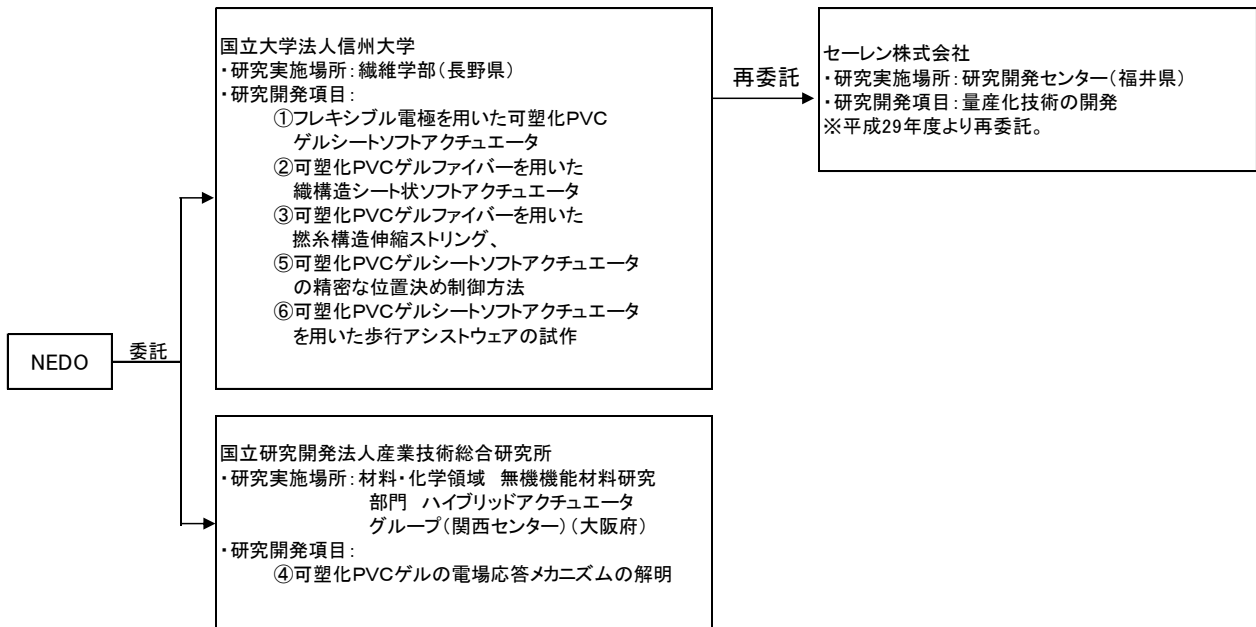 NEDO
委託
国立大学法人信州大学
・研究実施場所：繊維学部（長野県）
・研究開発項目：
①フレキシブル電極を用いた可塑化PVC
ゲルシートソフトアクチュエータ
②可塑化PVCゲルファイバーを用いた
織構造シート状ソフトアクチュエータ
③可塑化PVCゲルファイバーを用いた
撚糸構造伸縮ストリング、
⑤可塑化PVCゲルシートソフトアクチュエータ
の精密な位置決め制御方法
⑥可塑化PVCゲルシートソフトアクチュエータ
を用いた歩行アシストウェアの試作
再委託
セーレン株式会社
・研究実施場所：研究開発センター（福井県）
・研究開発項目：量産化技術の開発
※平成29年度より再委託。
国立研究開発法人産業技術総合研究所
・研究実施場所：材料・化学領域　無機機能材料研究
部門　ハイブリッドアクチュエータ
グループ（関西センター）（大阪府）
・研究開発項目：
④可塑化PVCゲルの電場応答メカニズムの解明